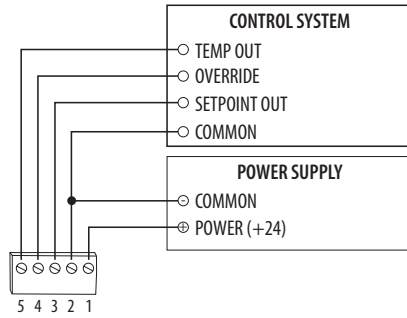 CONTROL SYSTEM
TEMP OUT
OVERRIDE
SETPOINT OUT
COMMON
POWER SUPPLY
COMMON
POWER (+24)
5 4 3 2 1